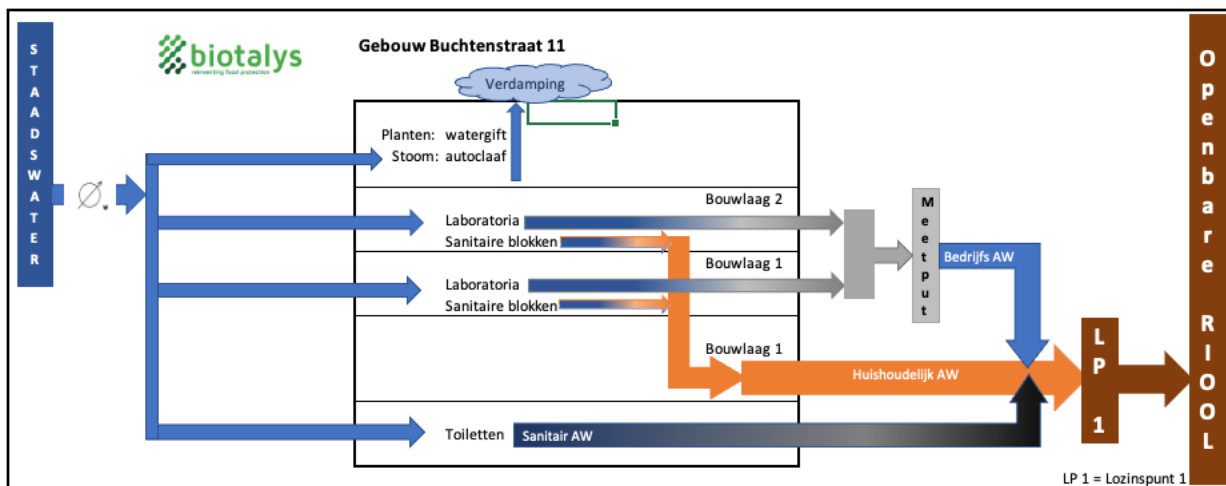 STAADSWATER
biotalys
reinventing food protection
Gebouw Buchtenstraat 11
Verdamping
Planten: watergift
Stoom: autoclaaf
Bouwlaag 2
Laboratoria
Sanitaire blokken
Bouwlaag 1
Laboratoria
Sanitaire blokken
Bouwlaag 1
Toiletten
Sanitair AW
Huishoudelijk AW
Meetput
Bedrijfs AW
LP 1
Openbare RIOOL
LP 1 = Lozinspunt 1